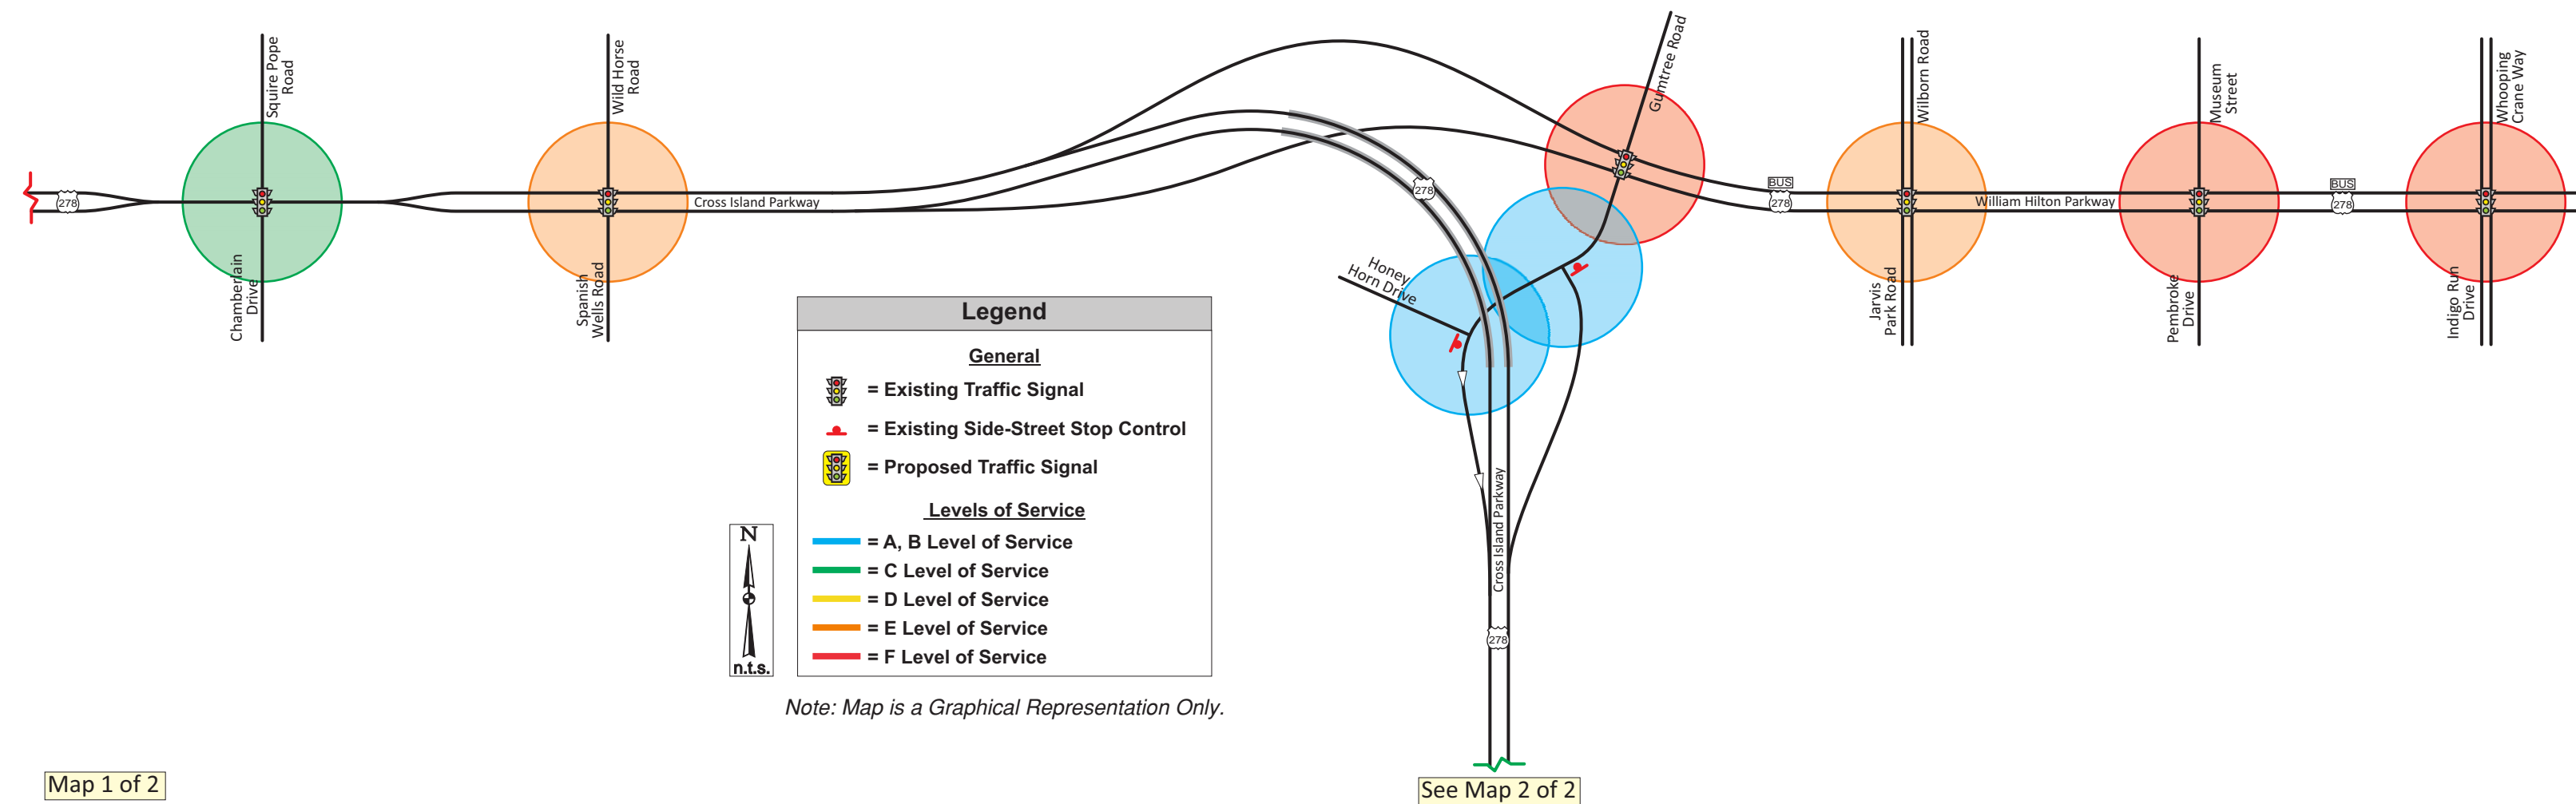 Squire Pope
Road
Wild Horse
Road
Gumtree Road
Wilborn Road
Museum
Street
Whooping
Crane Way
278
Cross Island Parkway
278
BUS
278
William Hilton Parkway
BUS
278
Chamberlain
Drive
Spanish
Wells Road
Honey
Horn Drive
Jarvis
Park Road
Pembroke
Drive
Indigo Run
Drive
Legend
General
= Existing Traffic Signal
= Existing Side-Street Stop Control
= Proposed Traffic Signal
Levels of Service
= A, B Level of Service
= C Level of Service
= D Level of Service
= E Level of Service
= F Level of Service
N
n.t.s.
Cross Island Parkway
278
Note: Map is a Graphical Representation Only.
Map 1 of 2
See Map 2 of 2